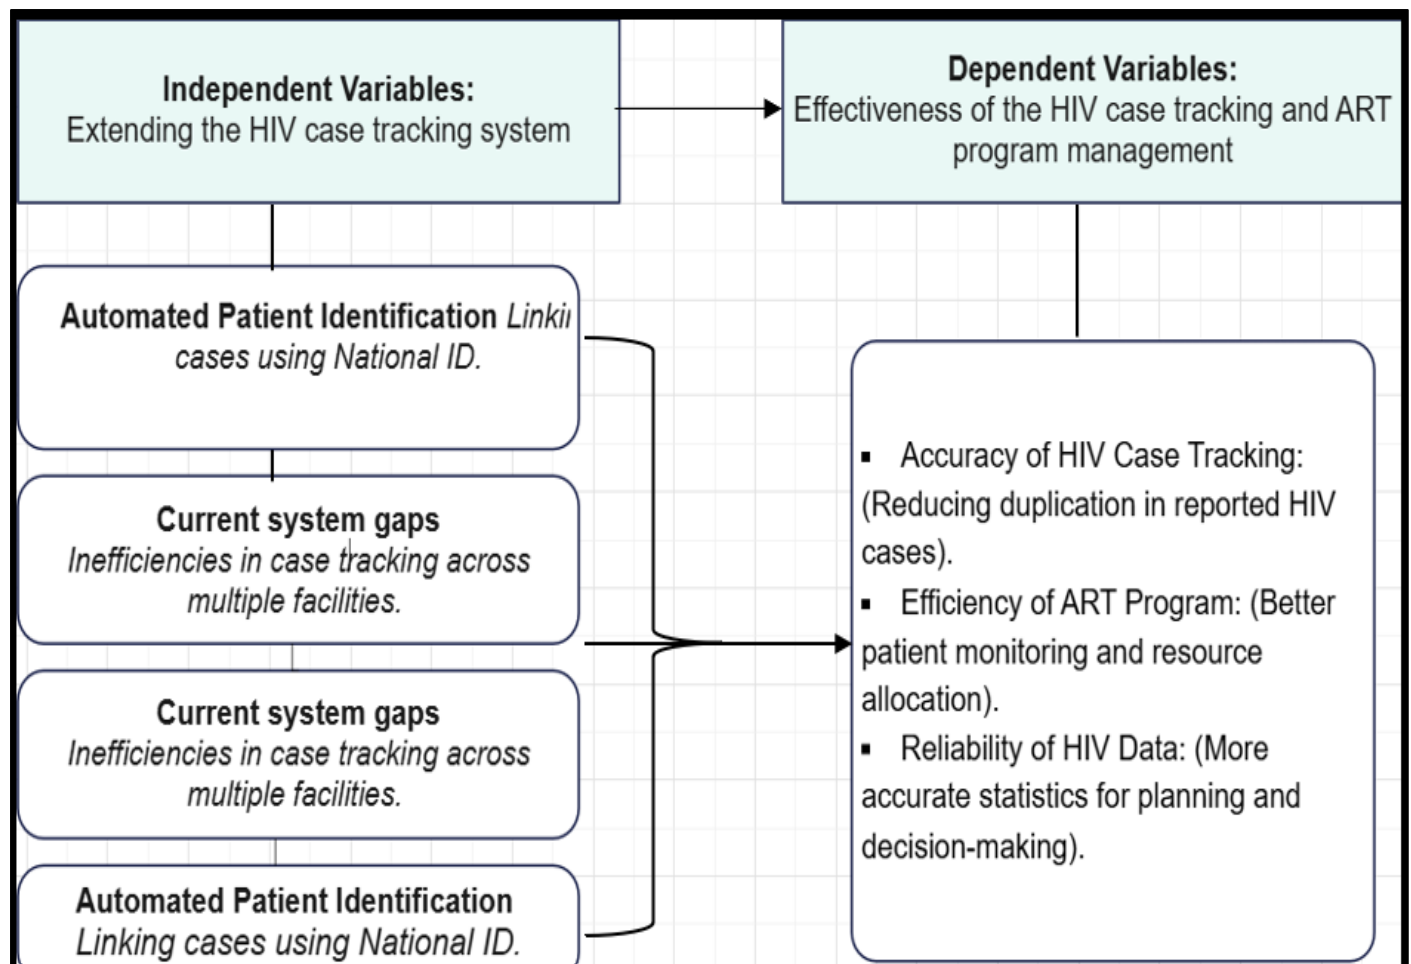 Independent Variables:
Extending the HIV case tracking system
Dependent Variables:
Effectiveness of the HIV case tracking and ART
program management
Automated Patient Identification Linkin
cases using National ID.
Current system gaps
Inefficiencies in case tracking across
multiple facilities.
Current system gaps
Inefficiencies in case tracking across
multiple facilities.
Automated Patient Identification
Linking cases using National ID.
▪ Accuracy of HIV Case Tracking:
(Reducing duplication in reported HIV
cases).
▪ Efficiency of ART Program: (Better
patient monitoring and resource
allocation).
▪ Reliability of HIV Data: (More
accurate statistics for planning and
decision-making).